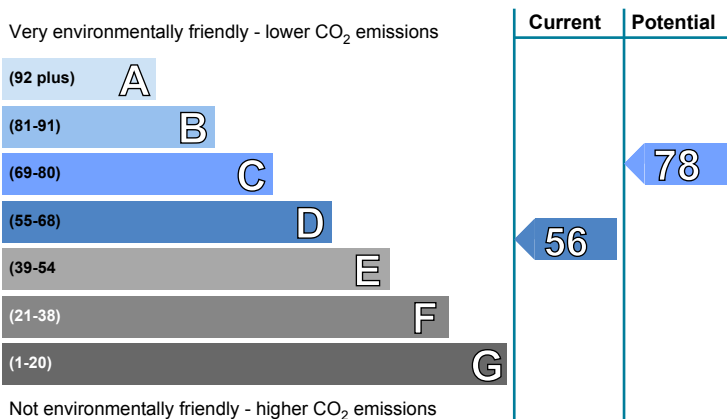 Very environmentally friendly - lower CO2 emissions
Current
Potential
(92 plus) A
(81-91) B
(69-80) C
78
(55-68) D
56
(39-54 E
(21-38) F
(1-20) G
Not environmentally friendly - higher CO2 emissions